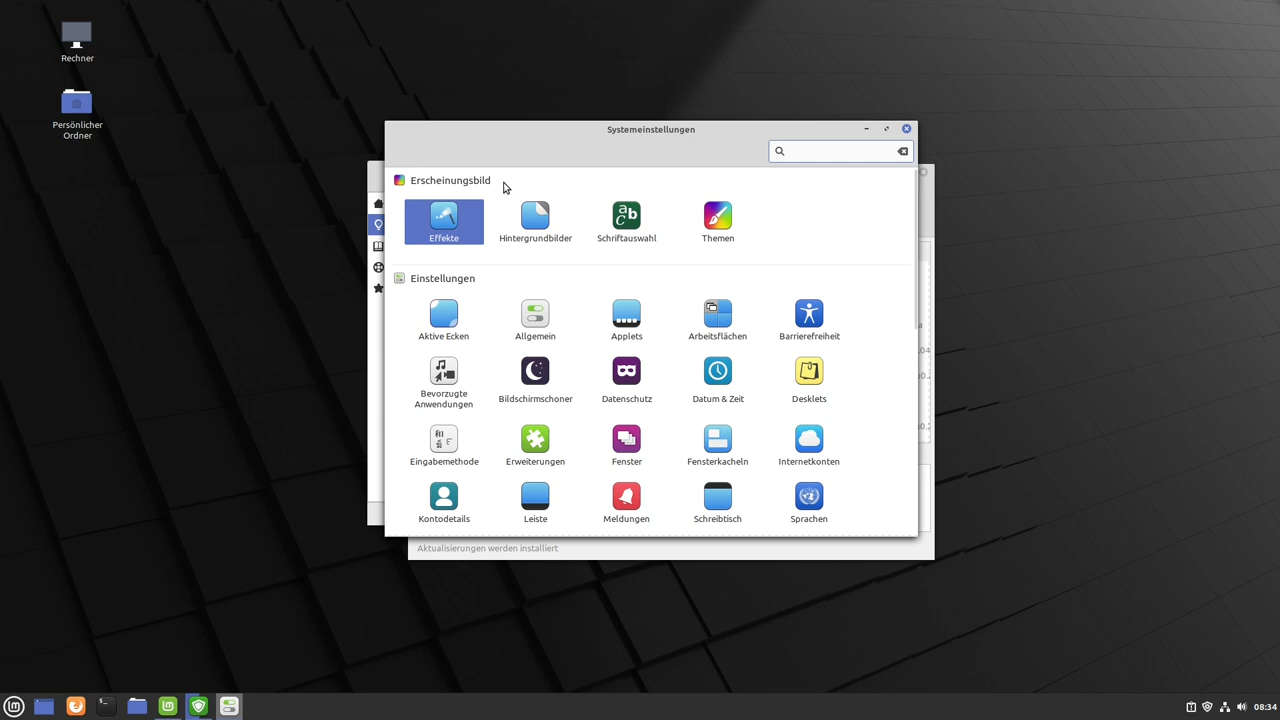 Rechner
Persönlicher
Ordner
Systemeinstellungen
Erscheinungsbild
Effekte
Hintergrundbilder
Schriftauswahl
Themen
Einstellungen
Aktive Ecken
Allgemein
Applets
Arbeitsflächen
Barrierefreiheit
Bevorzugte
Anwendungen
Bildschirmschoner
Datenschutz
Datum & Zeit
Desklets
Eingabemethode
Erweiterungen
Fenster
Fensterkacheln
Internetkonten
Kontodetails
Leiste
Meldungen
Schreibtisch
Sprachen
Aktualisierungen werden installiert
08:34